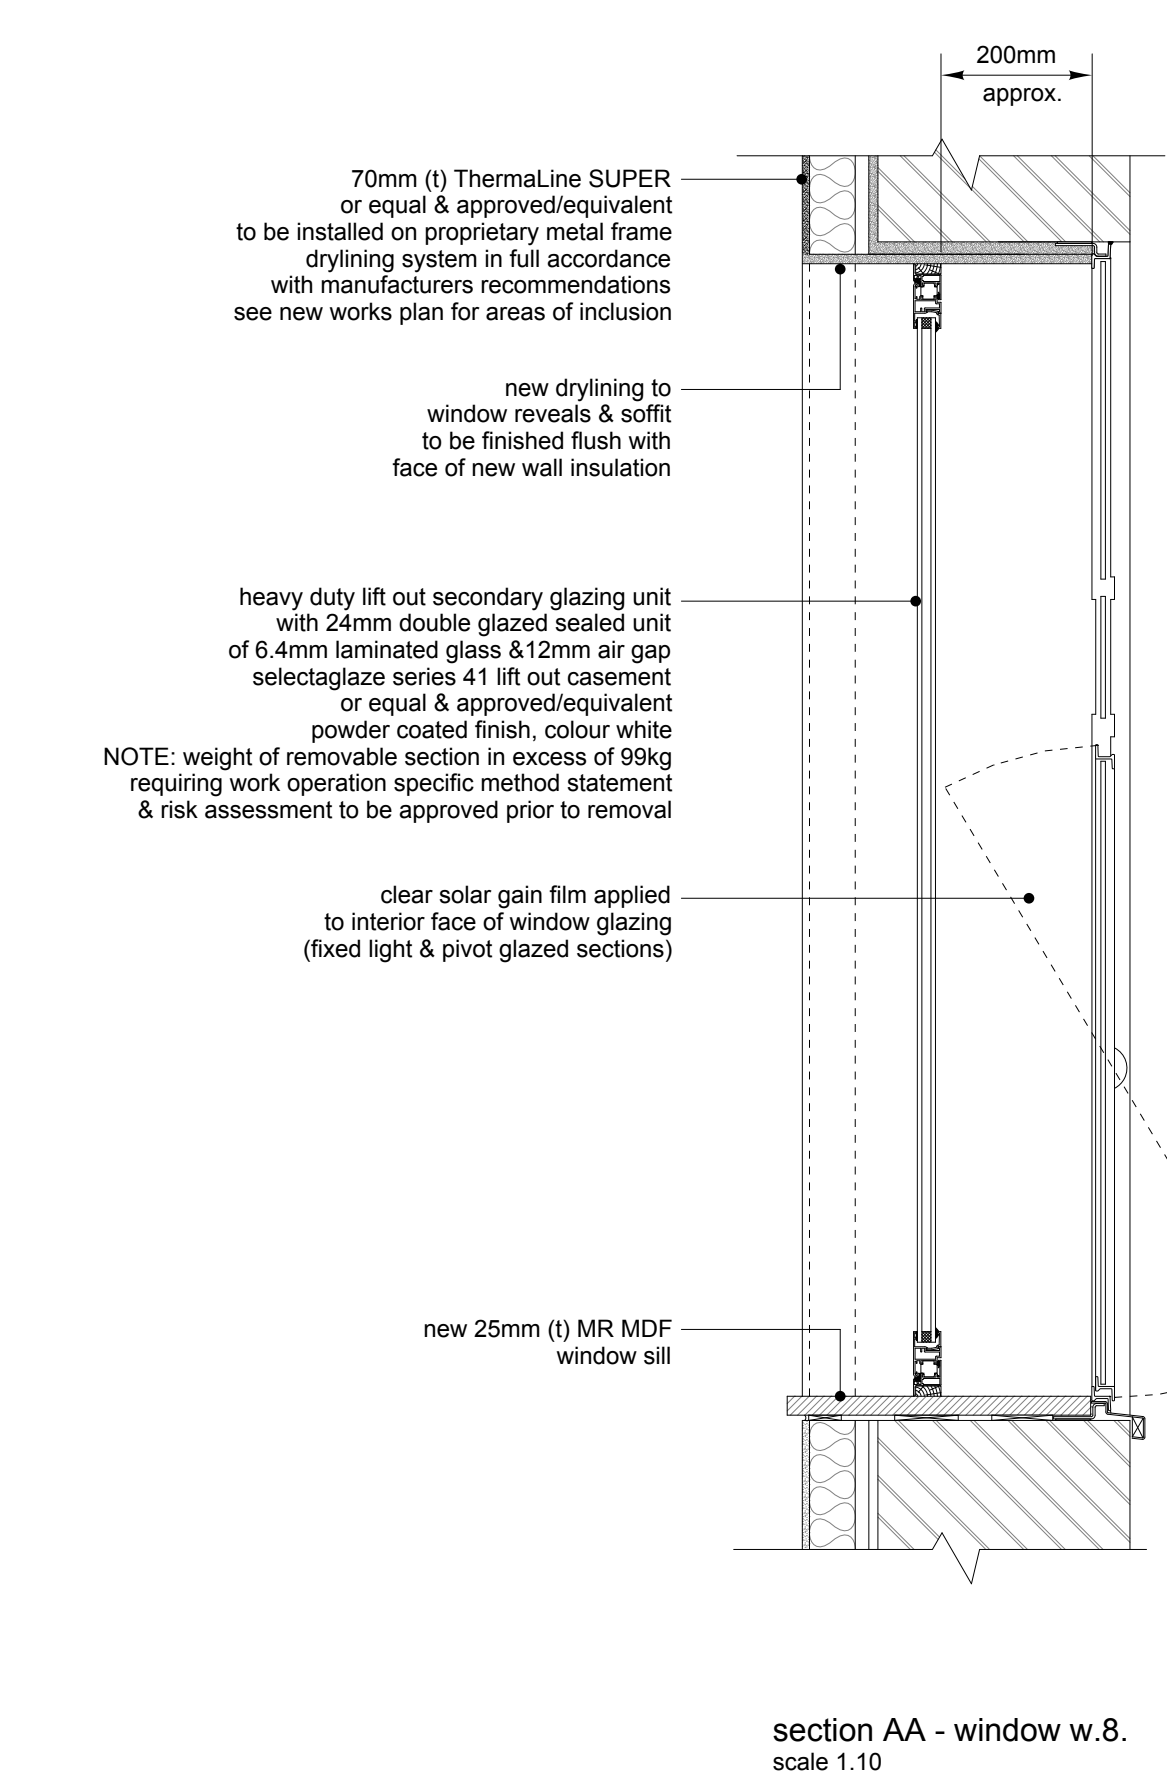 200mm
approx.
70mm (t) ThermaLine SUPER
or equal & approved/equivalent
to be installed on proprietary metal frame
drylining system in full accordance
with manufacturers recommendations
see new works plan for areas of inclusion
new drylining to
window reveals & soffit
to be finished flush with
face of new wall insulation
heavy duty lift out secondary glazing unit
with 24mm double glazed sealed unit
of 6.4mm laminated glass &12mm air gap
selectaglaze series 41 lift out casement
or equal & approved/equivalent
powder coated finish, colour white
NOTE: weight of removable section in excess of 99kg
requiring work operation specific method statement
& risk assessment to be approved prior to removal
clear solar gain film applied
to interior face of window glazing
(fixed light & pivot glazed sections)
new 25mm (t) MR MDF
window sill
section AA - window w.8.
scale 1.10